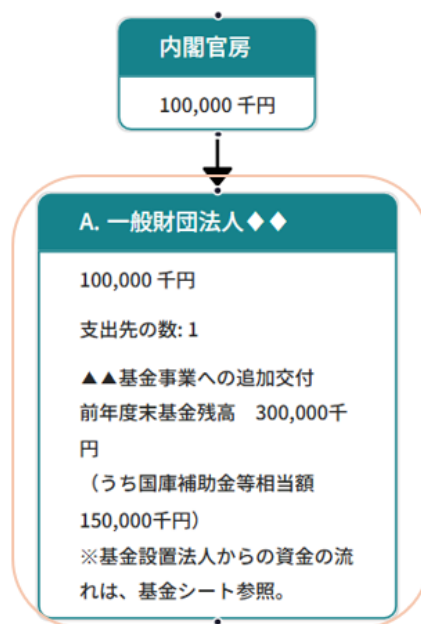 内閣官房
100,000 千円
A. 一般財団法人◆◆
100,000 千円
支出先の数: 1
▲▲基金事業への追加交付
前年度末基金残高　300,000千
円
（うち国庫補助金等相当額
150,000千円）
※基金設置法人からの資金の流
れは、基金シート参照。